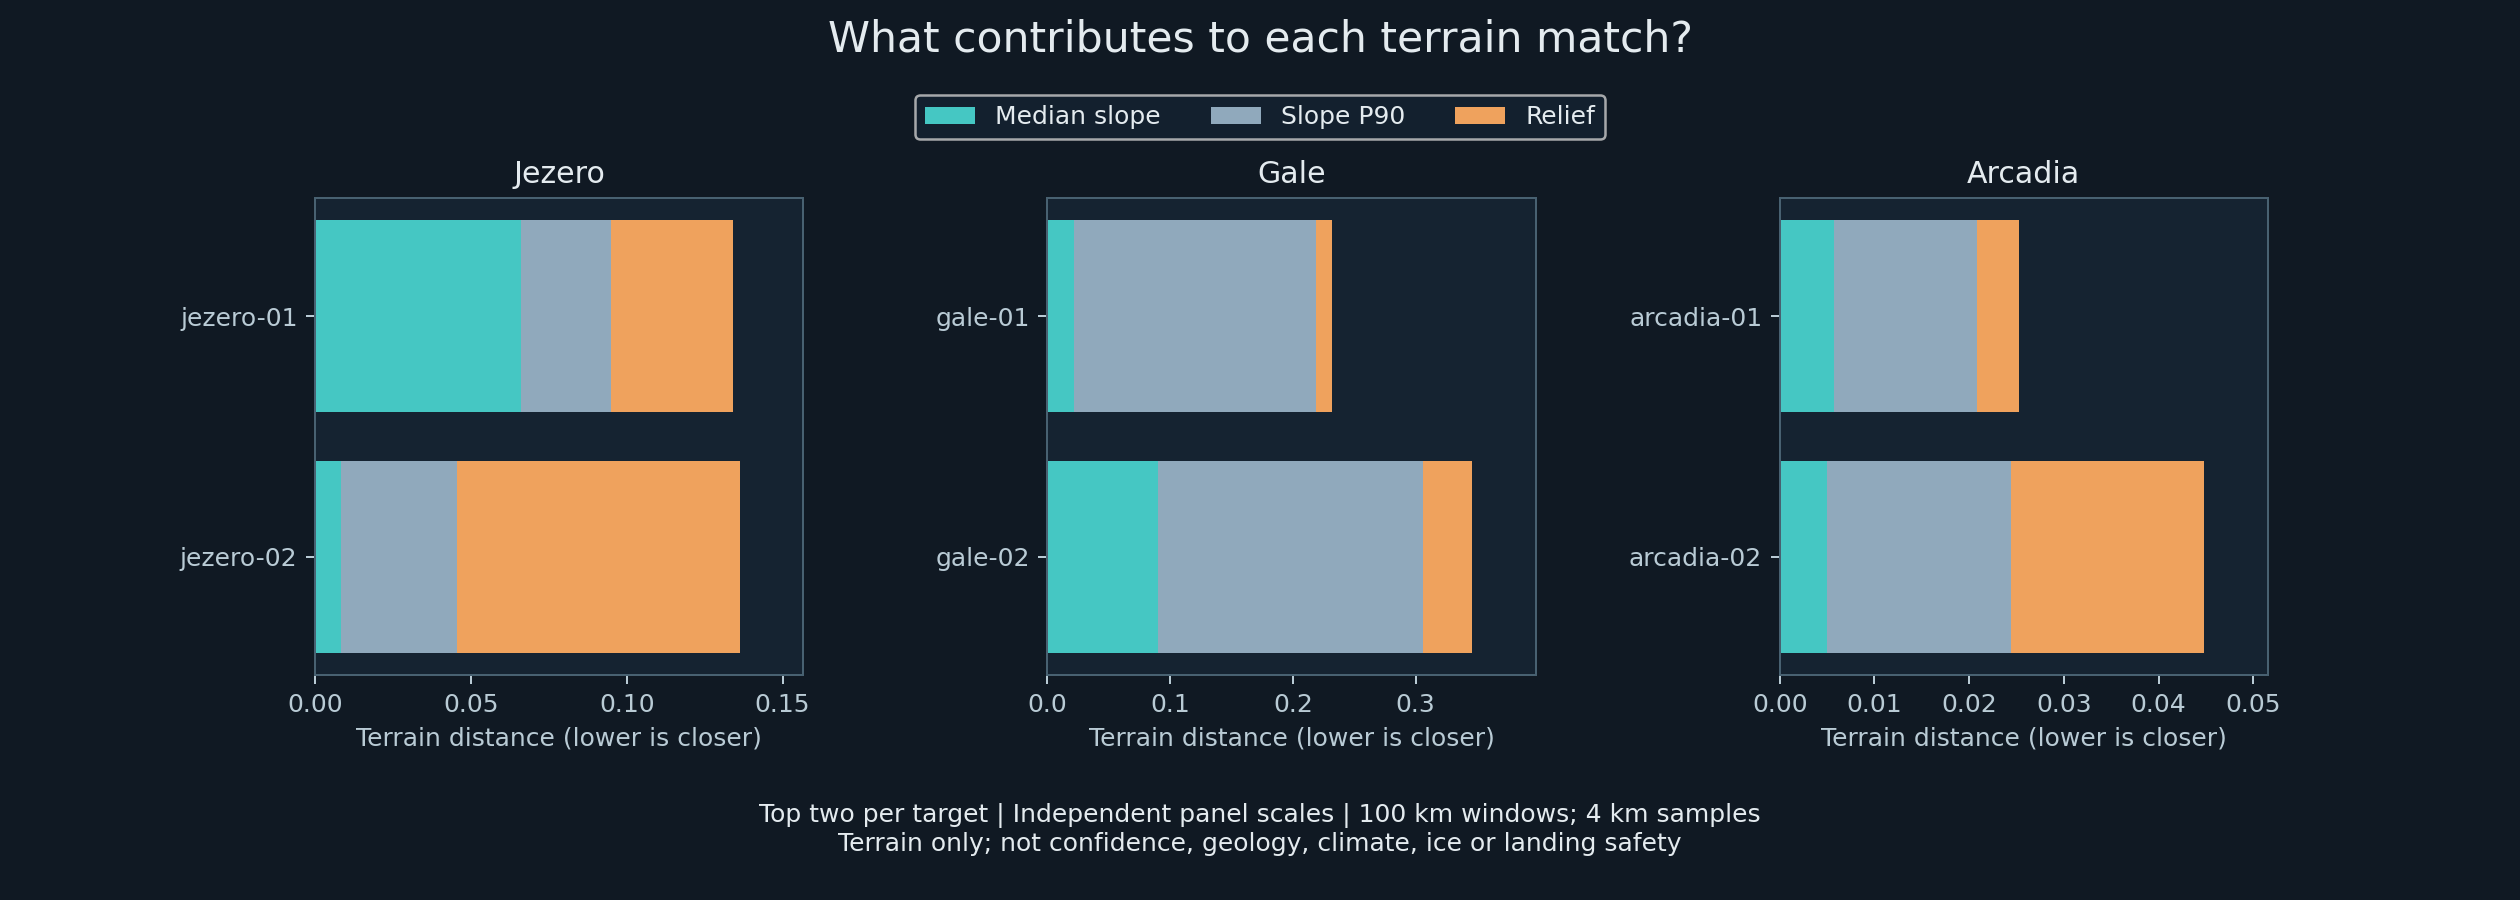 What contributes to each terrain match?
Median slope Slope P90 Relief
Jezero
jezero-01
jezero-02
0.00 0.05 0.10 0.15
Terrain distance (lower is closer)
Gale
gale-01
gale-02
0.0 0.1 0.2 0.3
Terrain distance (lower is closer)
Arcadia
arcadia-01
arcadia-02
0.00 0.01 0.02 0.03 0.04 0.05
Terrain distance (lower is closer)
Top two per target | Independent panel scales | 100 km windows; 4 km samples
Terrain only; not confidence, geology, climate, ice or landing safety